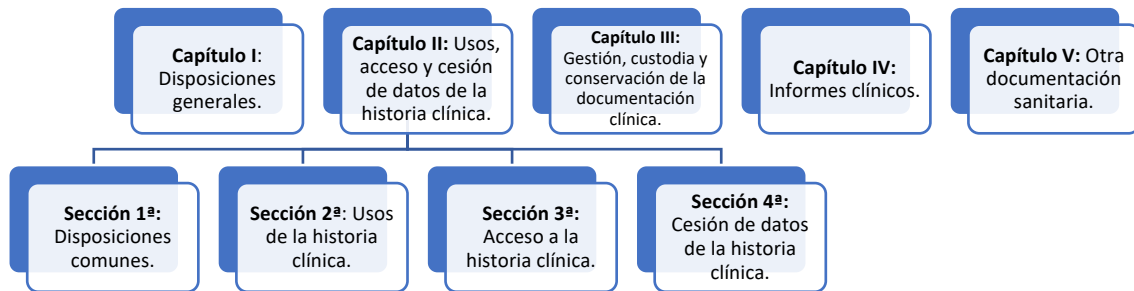 Capítulo I:
Disposiciones
generales.
Capítulo II: Usos,
acceso y cesión
de datos de la
historia clínica.
Capítulo III:
Gestión, custodia y
conservación de la
documentación
clínica.
Capítulo IV:
Informes clínicos.
Capítulo V: Otra
documentación
sanitaria.
Sección 1ª:
Disposiciones
comunes.
Sección 2ª: Usos
de la historia
clínica.
Sección 3ª:
Acceso a la
historia clínica.
Sección 4ª:
Cesión de datos
de la historia
clínica.